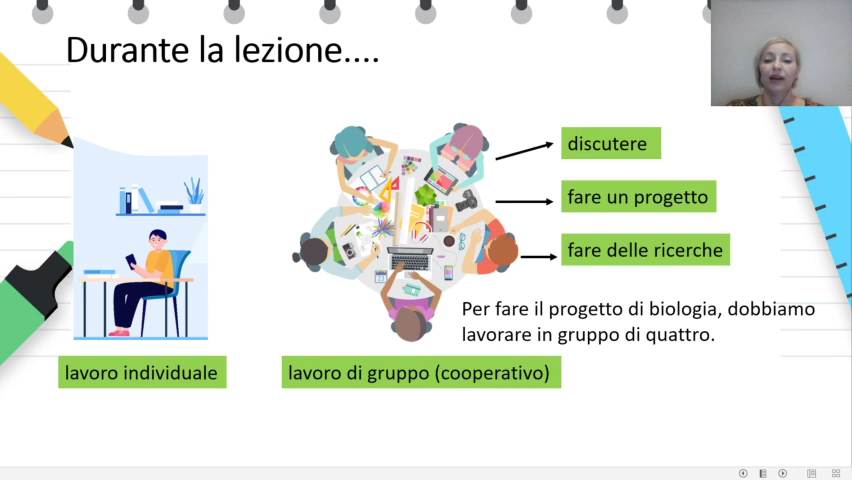 Durante la lezione....
discutere
fare un progetto
fare delle ricerche
Per fare il progetto di biologia, dobbiamo
lavorare in gruppo di quattro.
lavoro individuale
lavoro di gruppo (cooperativo)